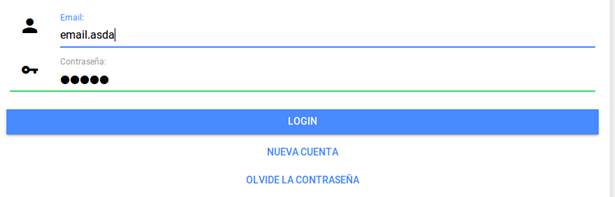 Email:
email.asda
Contraseña:
●●●●●
LOGIN
NUEVA CUENTA
OLVIDE LA CONTRASEÑA